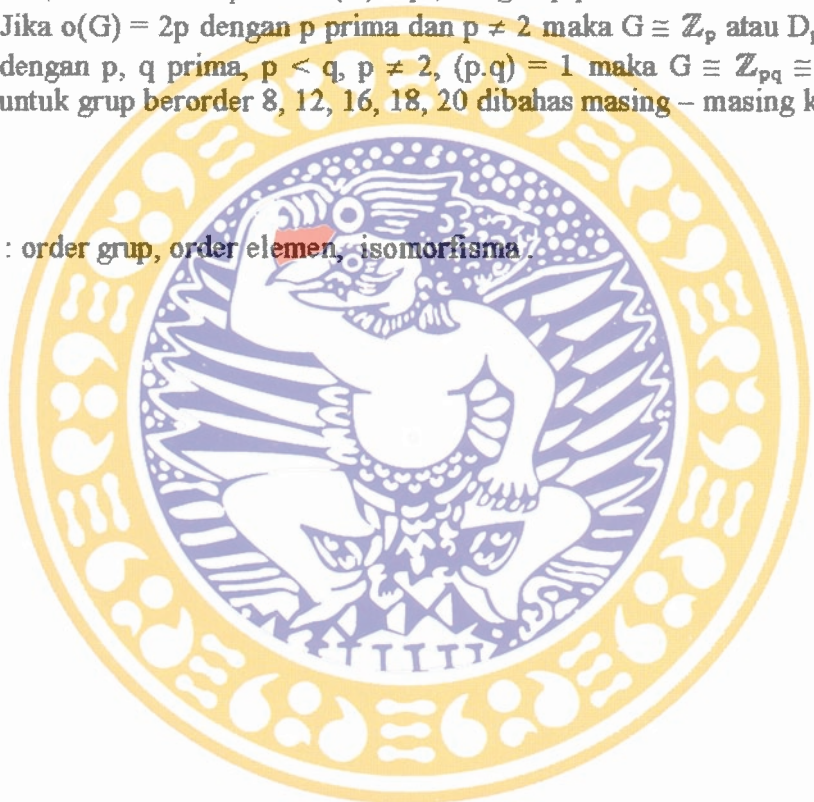 Jika o(G) = 2p dengan p prima dan p ≠ 2 maka G ≅ ℤₚ atau D
dengan p, q prima, p < q, p ≠ 2, (p.q) = 1 maka G ≅ ℤ_pq ≅
untuk grup berorder 8, 12, 16, 18, 20 dibahas masing – masing k
: order grup, order elemen, isomorfisma .